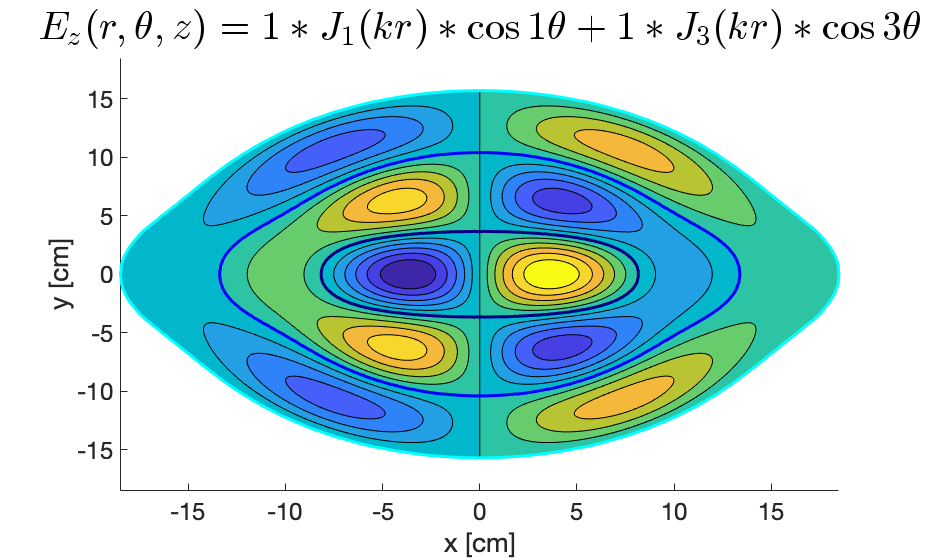 E_z(r, θ, z) = 1 * J_1(kr) * cos 1θ + 1 * J_3(kr) * cos 3θ
15
10
5
0
-5
-10
-15
y [cm]
-15 -10 -5 0 5 10 15
x [cm]